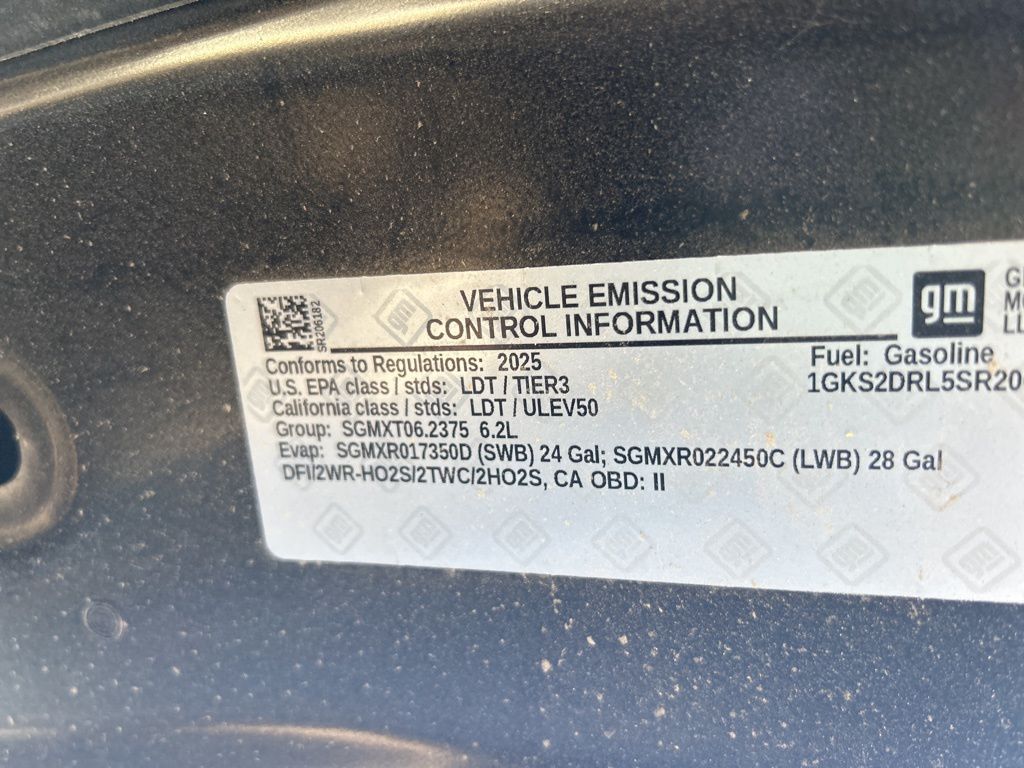 SR206182
VEHICLE EMISSION
CONTROL INFORMATION
gm
Conforms to Regulations: 2025
U.S. EPA class / stds: LDT / TIER3
California class / stds: LDT / ULEV50
Group: SGMXT06.2375 6.2L
Evap: SGMXR017350D (SWB) 24 Gal; SGMXR022450C (LWB) 28 Gal
DFI/2WR-HO2S/2TWC/2HO2S, CA OBD: II
Fuel: Gasoline
1GKS2DRL5SR20